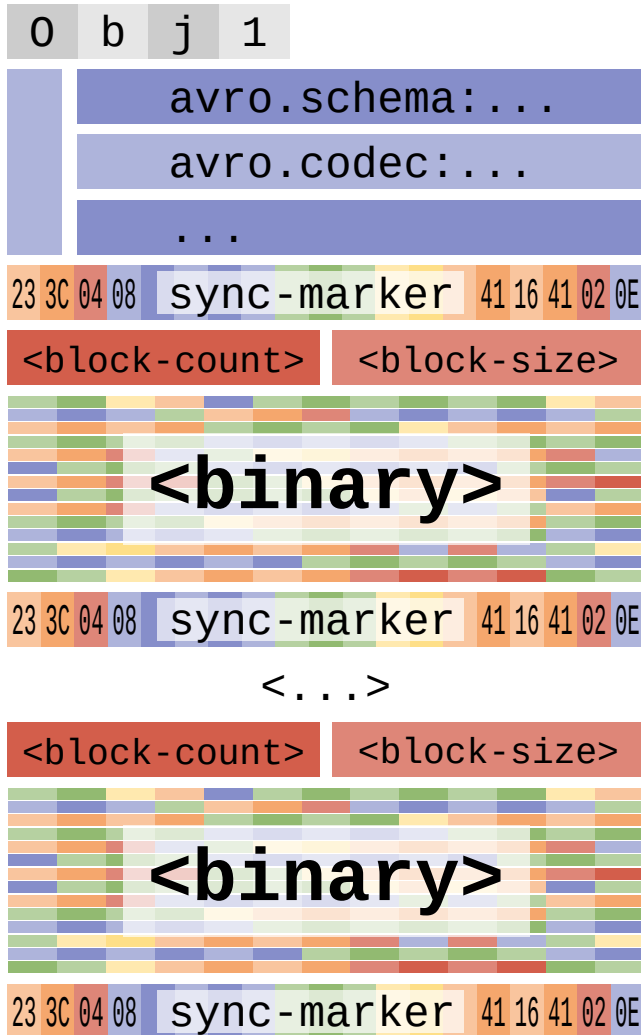 O b j 1
avro.schema:...
avro.codec:...
...
23 3C 04 08 sync-marker 41 16 41 02 0E
<block-count> <block-size>
<binary>
23 3C 04 08 sync-marker 41 16 41 02 0E
<...>
<block-count> <block-size>
<binary>
23 3C 04 08 sync-marker 41 16 41 02 0E